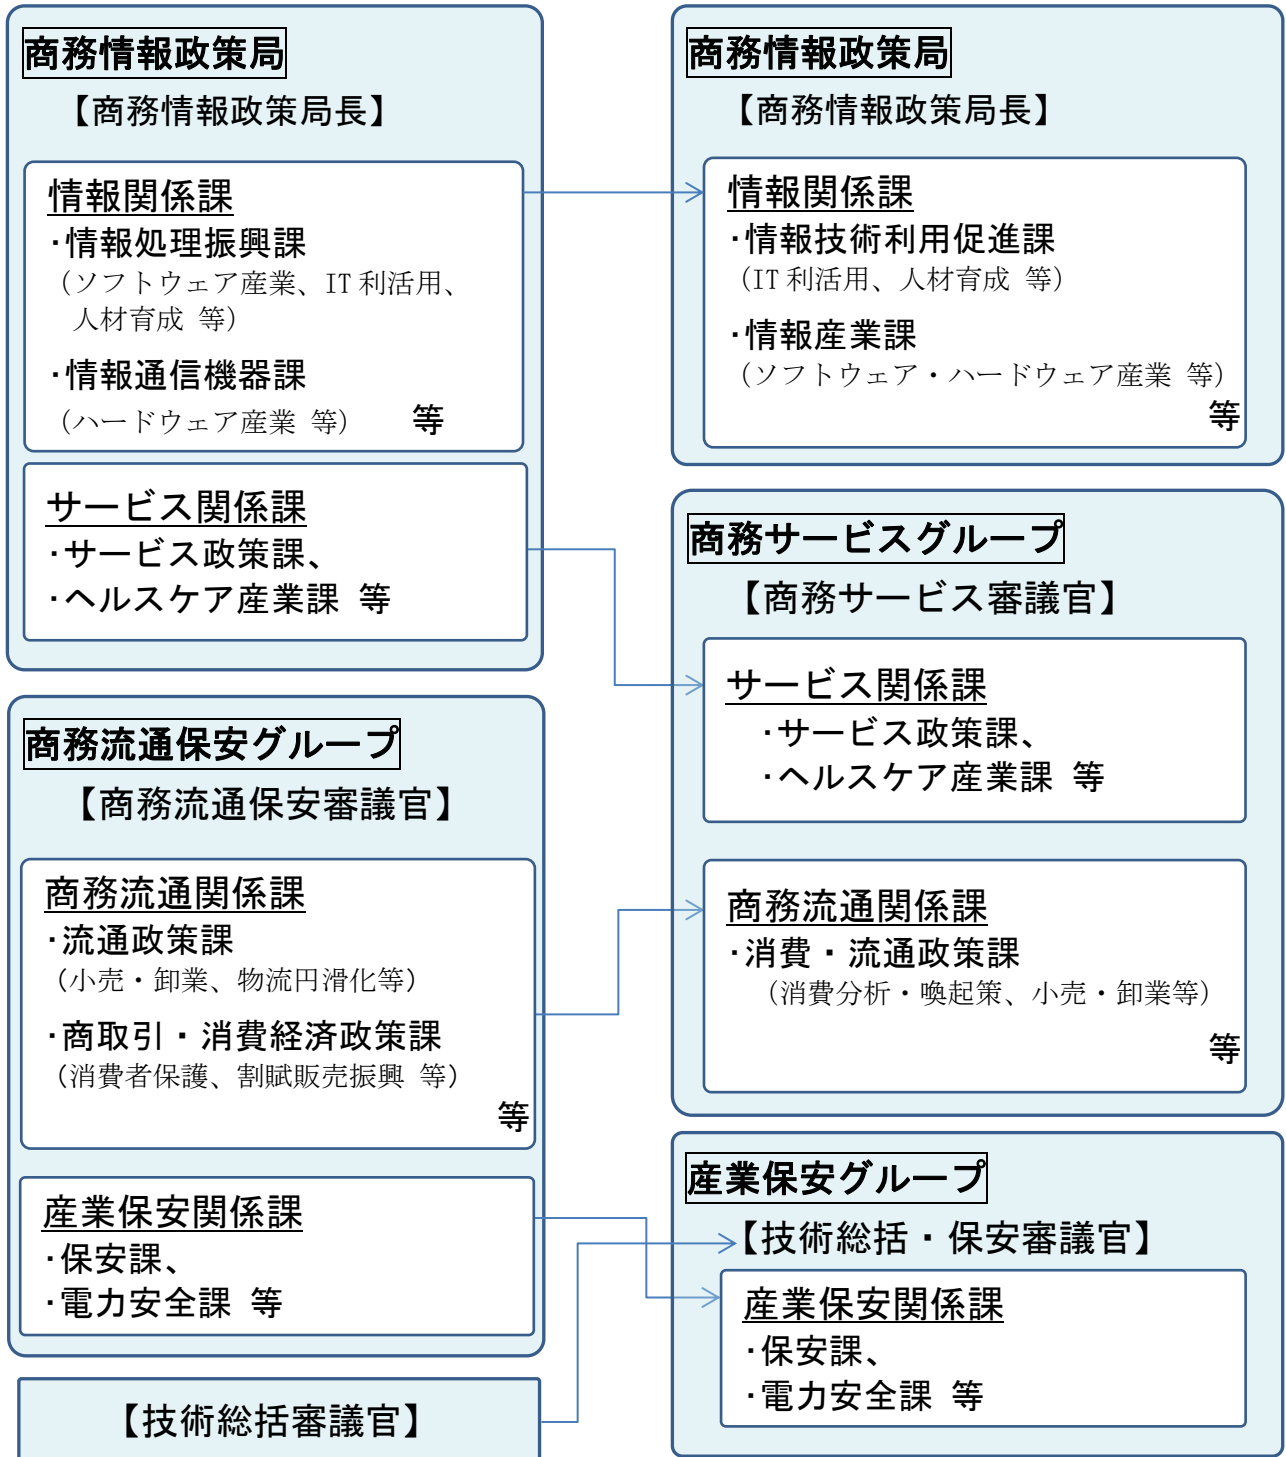 商務情報政策局
【商務情報政策局長】
情報関係課
・情報処理振興課
（ソフトウェア産業、IT利活用、
人材育成 等）
・情報通信機器課
（ハードウェア産業 等） 等
サービス関係課
・サービス政策課、
・ヘルスケア産業課 等
商務流通保安グループ
【商務流通保安審議官】
商務流通関係課
・流通政策課
（小売・卸業、物流円滑化等）
・商取引・消費経済政策課
（消費者保護、割賦販売振興 等）
等
産業保安関係課
・保安課、
・電力安全課 等
【技術総括審議官】
商務情報政策局
【商務情報政策局長】
情報関係課
・情報技術利用促進課
（IT利活用、人材育成 等）
・情報産業課
（ソフトウェア・ハードウェア産業 等）
等
商務サービスグループ
【商務サービス審議官】
サービス関係課
・サービス政策課、
・ヘルスケア産業課 等
商務流通関係課
・消費・流通政策課
（消費分析・喚起策、小売・卸業等）
等
産業保安グループ
【技術総括・保安審議官】
産業保安関係課
・保安課、
・電力安全課 等